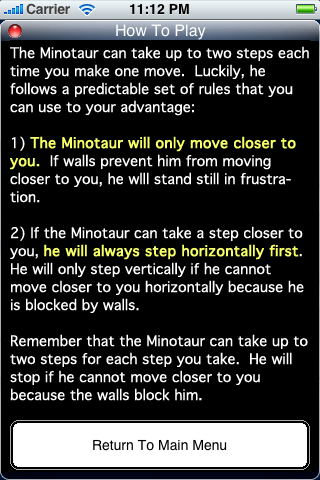 Carrier 11:12 PM
How To Play
The Minotaur can take up to two steps each
time you make one move. Luckily, he
follows a predictable set of rules that you
can use to your advantage:
1) The Minotaur will only move closer to
you. If walls prevent him from moving
closer to you, he wlll stand still in frustra-
tion.
2) If the Minotaur can take a step closer to
you, he will always step horizontally first.
He will only step vertically if he cannot
move closer to you horizontally because he
is blocked by walls.
Remember that the Minotaur can take up to
two steps for each step you take. He will
stop if he cannot move closer to you
because the walls block him.
Return To Main Menu